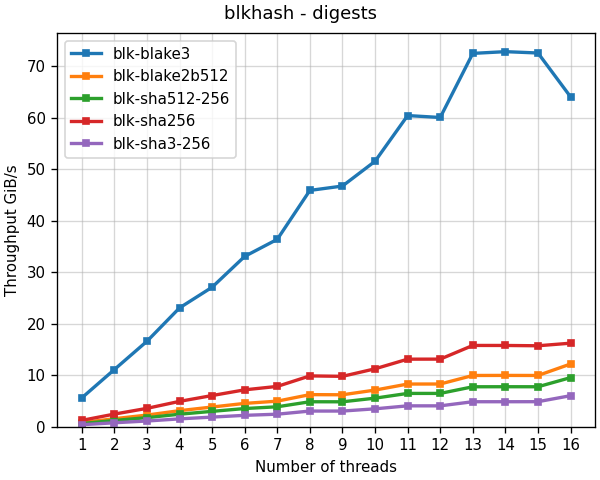 blkhash - digests
blk-blake3
blk-blake2b512
blk-sha512-256
blk-sha256
blk-sha3-256
Throughput GiB/s
70
60
50
40
30
20
10
0
1 2 3 4 5 6 7 8 9 10 11 12 13 14 15 16
Number of threads